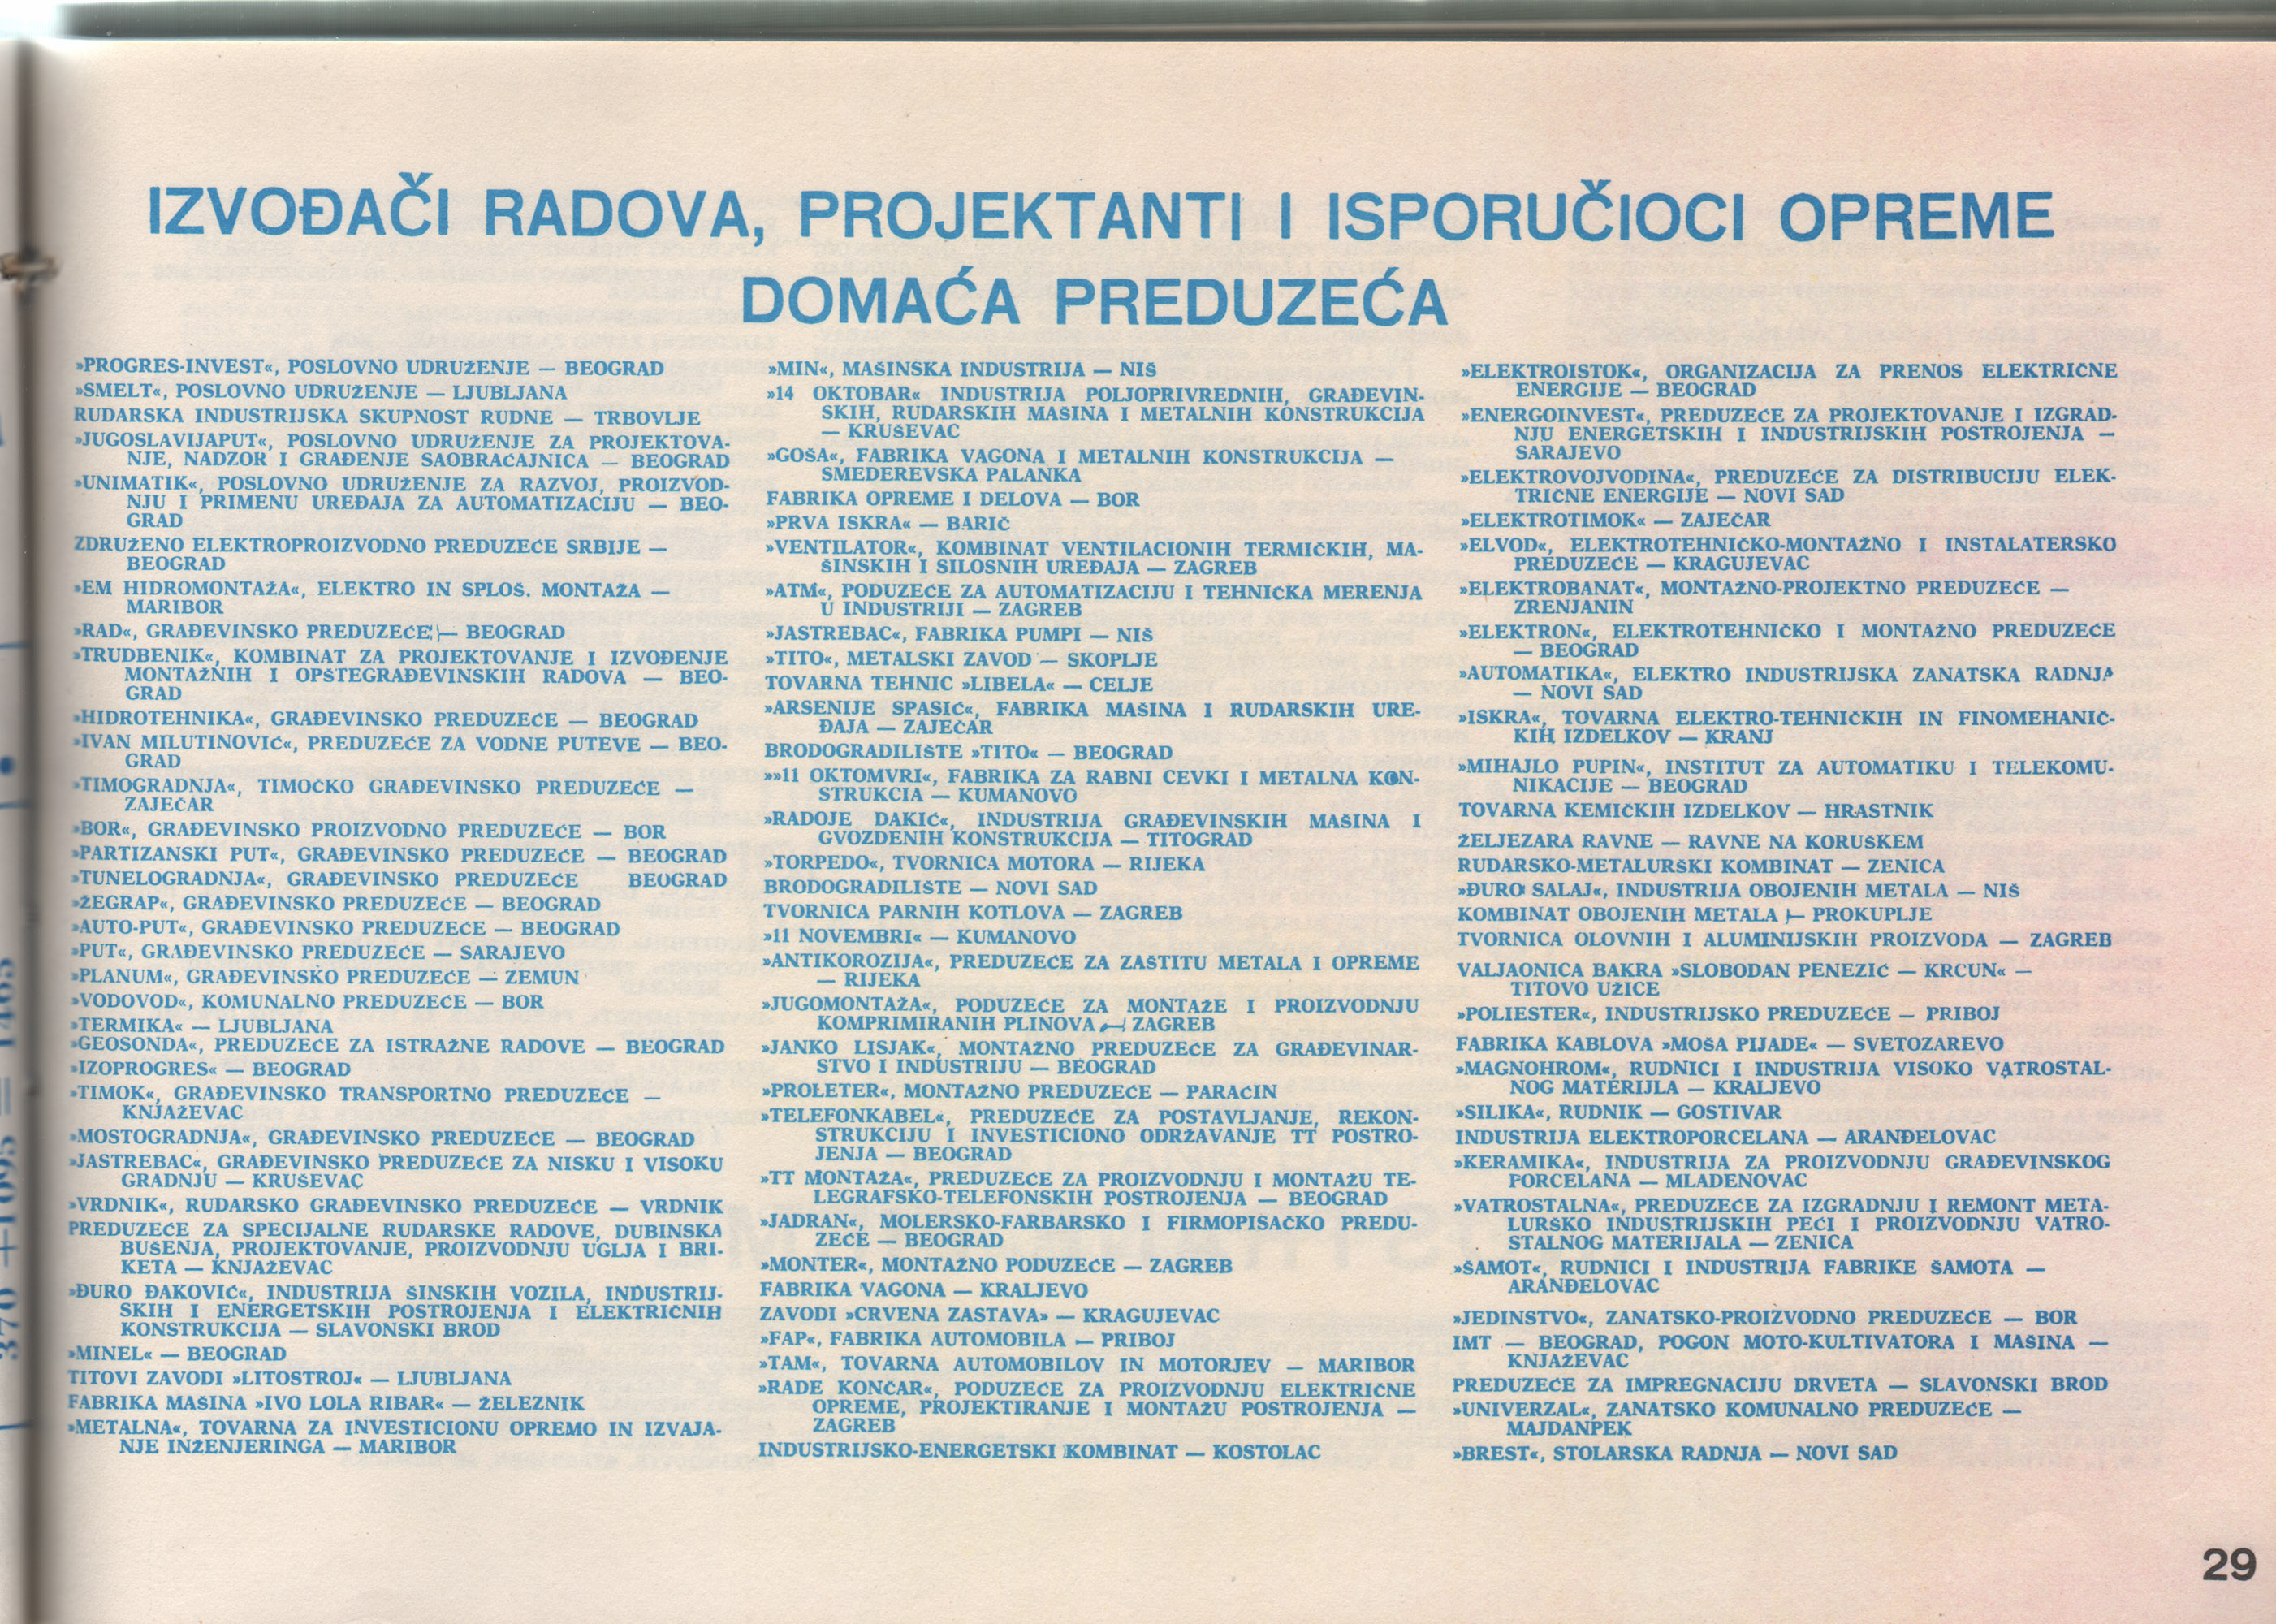 IZVOĐAČI RADOVA, PROJEKTANTI I ISPORUČIOCI OPREME
DOMAĆA PREDUZEĆA
»PROGRES-INVEST«, POSLOVNO UDRUŽENJE — BEOGRAD
»SMELT«, POSLOVNO UDRUŽENJE — LJUBLJANA
RUDARSKA INDUSTRIJSKA SKUPNOST RUDNE — TRBOVLJE
»JUGOSLAVIJAPUT«, POSLOVNO UDRUŽENJE ZA PROJEKTOVA-
NJE, NADZOR I GRAĐENJE SAOBRAĆAJNICA — BEOGRAD
»UNIMATIK«, POSLOVNO UDRUŽENJE ZA RAZVOJ, PROIZVOD-
NJU I PRIMENU UREĐAJA ZA AUTOMATIZACIJU — BEO-
GRAD
ZDRUŽENO ELEKTROPROIZVODNO PREDUZEĆE SRBIJE —
BEOGRAD
»EM HIDROMONTAŽA«, ELEKTRO IN SPLOŠ. MONTAŽA —
MARIBOR
»RAD«, GRAĐEVINSKO PREDUZEĆE — BEOGRAD
»TRUDBENIK«, KOMBINAT ZA PROJEKTOVANJE I IZVOĐENJE
MONTAŽNIH I OPŠTEGRAĐEVINSKIH RADOVA — BEO-
GRAD
»HIDROTEHNIKA«, GRAĐEVINSKO PREDUZEĆE — BEOGRAD
»IVAN MILUTINOVIĆ«, PREDUZEĆE ZA VODNE PUTEVE — BEO-
GRAD
»TIMOGRADNJA«, TIMOČKO GRAĐEVINSKO PREDUZEĆE —
ZAJEČAR
»BOR«, GRAĐEVINSKO PROIZVODNO PREDUZEĆE — BOR
»PARTIZANSKI PUT«, GRAĐEVINSKO PREDUZEĆE — BEOGRAD
»TUNELOGRADNJA«, GRAĐEVINSKO PREDUZEĆE BEOGRAD
»ŽEGRAP«, GRAĐEVINSKO PREDUZEĆE — BEOGRAD
»AUTO-PUT«, GRAĐEVINSKO PREDUZEĆE — BEOGRAD
»PUT«, GRAĐEVINSKO PREDUZEĆE — SARAJEVO
»PLANUM«, GRAĐEVINSKO PREDUZEĆE — ZEMUN
»VODOVOD«, KOMUNALNO PREDUZEĆE — BOR
»TERMIKA« — LJUBLJANA
»GEOSONDA«, PREDUZEĆE ZA ISTRAŽNE RADOVE — BEOGRAD
»IZOPROGRES« — BEOGRAD
»TIMOK«, GRAĐEVINSKO TRANSPORTNO PREDUZEĆE —
KNJAŽEVAC
»MOSTOGRADNJA«, GRAĐEVINSKO PREDUZEĆE — BEOGRAD
»JASTREBAC«, GRAĐEVINSKO PREDUZEĆE ZA NISKU I VISOKU
GRADNJU — KRUŠEVAC
»VRDNIK«, RUDARSKO GRAĐEVINSKO PREDUZEĆE — VRDNIK
PREDUZEĆE ZA SPECIJALNE RUDARSKE RADOVE, DUBINSKA
BUŠENJA, PROJEKTOVANJE, PROIZVODNJU UGLJA I BRI-
KETA — KNJAŽEVAC
»ĐURO ĐAKOVIĆ«, INDUSTRIJA ŠINSKIH VOZILA, INDUSTRIJ-
SKIH I ENERGETSKIH POSTROJENJA I ELEKTRIČNIH
KONSTRUKCIJA — SLAVONSKI BROD
»MINEL« — BEOGRAD
TITOVI ZAVODI »LITOSTROJ« — LJUBLJANA
FABRIKA MAŠINA »IVO LOLA RIBAR« — ŽELEZNIK
»METALNA«, TOVARNA ZA INVESTICIONU OPREMO IN IZVAJA-
NJE INŽENJERINGA — MARIBOR
»MIN«, MAŠINSKA INDUSTRIJA — NIŠ
»14 OKTOBAR« INDUSTRIJA POLJOPRIVREDNIH, GRAĐEVIN-
SKIH, RUDARSKIH MAŠINA I METALNIH KONSTRUKCIJA
— KRUŠEVAC
»GOŠA«, FABRIKA VAGONA I METALNIH KONSTRUKCIJA —
SMEDEREVSKA PALANKA
FABRIKA OPREME I DELOVA — BOR
»PRVA ISKRA« — BARIČ
»VENTILATOR«, KOMBINAT VENTILACIONIH TERMIČKIH, MA-
ŠINSKIH I SILOSNIH UREĐAJA — ZAGREB
»ATM«, PODUZEĆE ZA AUTOMATIZACIJU I TEHNIČKA MERENJA
U INDUSTRIJI — ZAGREB
»JASTREBAC«, FABRIKA PUMPI — NIŠ
»TITO«, METALSKI ZAVOD — SKOPLJE
TOVARNA TEHNIC »LIBELA« — CELJE
»ARSENIJE SPASIĆ«, FABRIKA MAŠINA I RUDARSKIH URE-
ĐAJA — ZAJEČAR
BRODOGRADILIŠTE »TITO« — BEOGRAD
»»11 OKTOMVRI«, FABRIKA ZA RABNI CEVKI I METALNA KON-
STRUKCIA — KUMANOVO
»RADOJE DAKIĆ«, INDUSTRIJA GRAĐEVINSKIH MAŠINA I
GVOZDENIH KONSTRUKCIJA — TITOGRAD
»TORPEDO«, TVORNICA MOTORA — RIJEKA
BRODOGRADILIŠTE — NOVI SAD
TVORNICA PARNIH KOTLOVA — ZAGREB
»11 NOVEMBRI« — KUMANOVO
»ANTIKOROZIJA«, PREDUZEĆE ZA ZAŠTITU METALA I OPREME
— RIJEKA
»JUGOMONTAŽA«, PODUZEĆE ZA MONTAŽE I PROIZVODNJU
KOMPRIMIRANIH PLINOVA — ZAGREB
»JANKO LISJAK«, MONTAŽNO PREDUZEĆE ZA GRAĐEVINAR-
STVO I INDUSTRIJU — BEOGRAD
»PROLETER«, MONTAŽNO PREDUZEĆE — PARAĆIN
»TELEFONKABEL«, PREDUZEĆE ZA POSTAVLJANJE, REKON-
STRUKCIJU I INVESTICIONO ODRŽAVANJE TT POSTRO-
JENJA — BEOGRAD
»TT MONTAŽA«, PREDUZEĆE ZA PROIZVODNJU I MONTAŽU TE-
LEGRAFSKO-TELEFONSKIH POSTROJENJA — BEOGRAD
»JADRAN«, MOLERSKO-FARBARSKO I FIRMOPISAČKO PREDU-
ZEĆE — BEOGRAD
»MONTER«, MONTAŽNO PODUZEĆE — ZAGREB
FABRIKA VAGONA — KRALJEVO
ZAVODI »CRVENA ZASTAVA» — KRAGUJEVAC
»FAP«, FABRIKA AUTOMOBILA — PRIBOJ
»TAM«, TOVARNA AUTOMOBILOV IN MOTORJEV — MARIBOR
»RADE KONČAR«, PODUZEĆE ZA PROIZVODNJU ELEKTRIČNE
OPREME, PROJEKTIRANJE I MONTAŽU POSTROJENJA —
ZAGREB
INDUSTRIJSKO-ENERGETSKI KOMBINAT — KOSTOLAC
»ELEKTROISTOK«, ORGANIZACIJA ZA PRENOS ELEKTRIČNE
ENERGIJE — BEOGRAD
»ENERGOINVEST«, PREDUZEĆE ZA PROJEKTOVANJE I IZGRAD-
NJU ENERGETSKIH I INDUSTRIJSKIH POSTROJENJA —
SARAJEVO
»ELEKTROVOJVODINA«, PREDUZEĆE ZA DISTRIBUCIJU ELEK-
TRIČNE ENERGIJE — NOVI SAD
»ELEKTROTIMOK« — ZAJEČAR
»ELVOD«, ELEKTROTEHNIČKO-MONTAŽNO I INSTALATERSKO
PREDUZEĆE — KRAGUJEVAC
»ELEKTROBANAT«, MONTAŽNO-PROJEKTNO PREDUZEĆE —
ZRENJANIN
»ELEKTRON«, ELEKTROTEHNIČKO I MONTAŽNO PREDUZEĆE
— BEOGRAD
»AUTOMATIKA«, ELEKTRO INDUSTRIJSKA ZANATSKA RADNJA
— NOVI SAD
»ISKRA«, TOVARNA ELEKTRO-TEHNIČKIH IN FINOMEHANIČ-
KIH IZDELKOV — KRANJ
»MIHAJLO PUPIN«, INSTITUT ZA AUTOMATIKU I TELEKOMU-
NIKACIJE — BEOGRAD
TOVARNA KEMIČKIH IZDELKOV — HRASTNIK
ŽELJEZARA RAVNE — RAVNE NA KORUŠKEM
RUDARSKO-METALURŠKI KOMBINAT — ZENICA
»ĐURO SALAJ«, INDUSTRIJA OBOJENIH METALA — NIŠ
KOMBINAT OBOJENIH METALA — PROKUPLJE
TVORNICA OLOVNIH I ALUMINIJSKIH PROIZVODA — ZAGREB
VALJAONICA BAKRA »SLOBODAN PENEZIĆ — KRCUN« —
TITOVO UŽICE
»POLIESTER«, INDUSTRIJSKO PREDUZEĆE — PRIBOJ
FABRIKA KABLOVA »MOŠA PIJADE« — SVETOZAREVO
»MAGNOHROM«, RUDNICI I INDUSTRIJA VISOKO VATROSTAL-
NOG MATERIJLA — KRALJEVO
»SILIKA«, RUDNIK — GOSTIVAR
INDUSTRIJA ELEKTROPORCELANA — ARANĐELOVAC
»KERAMIKA«, INDUSTRIJA ZA PROIZVODNJU GRAĐEVINSKOG
PORCELANA — MLADENOVAC
»VATROSTALNA«, PREDUZEĆE ZA IZGRADNJU I REMONT META-
LURŠKO INDUSTRIJSKIH PEĆI I PROIZVODNJU VATRO-
STALNOG MATERIJALA — ZENICA
»ŠAMOT«, RUDNICI I INDUSTRIJA FABRIKE ŠAMOTA —
ARANĐELOVAC
»JEDINSTVO«, ZANATSKO-PROIZVODNO PREDUZEĆE — BOR
IMT — BEOGRAD, POGON MOTO-KULTIVATORA I MAŠINA —
KNJAŽEVAC
PREDUZEĆE ZA IMPREGNACIJU DRVETA — SLAVONSKI BROD
»UNIVERZAL«, ZANATSKO KOMUNALNO PREDUZEĆE —
MAJDANPEK
»BREST«, STOLARSKA RADNJA — NOVI SAD
29